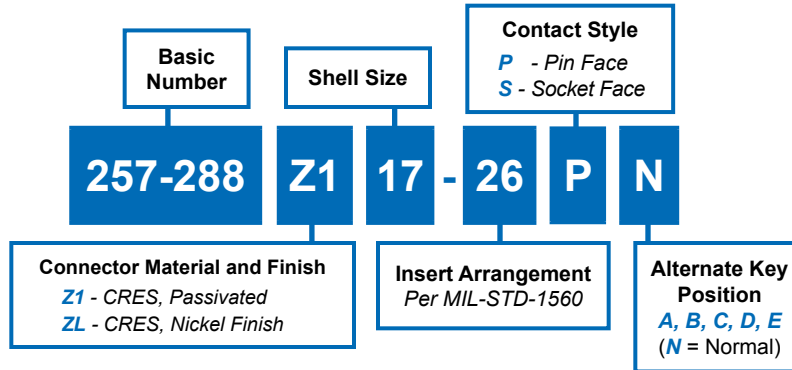 Basic
Number
Shell Size
Contact Style
P - Pin Face
S - Socket Face
257-288 Z1 17 - 26 P N
Connector Material and Finish
Z1 - CRES, Passivated
ZL - CRES, Nickel Finish
Insert Arrangement
Per MIL-STD-1560
Alternate Key
Position
A, B, C, D, E
(N = Normal)